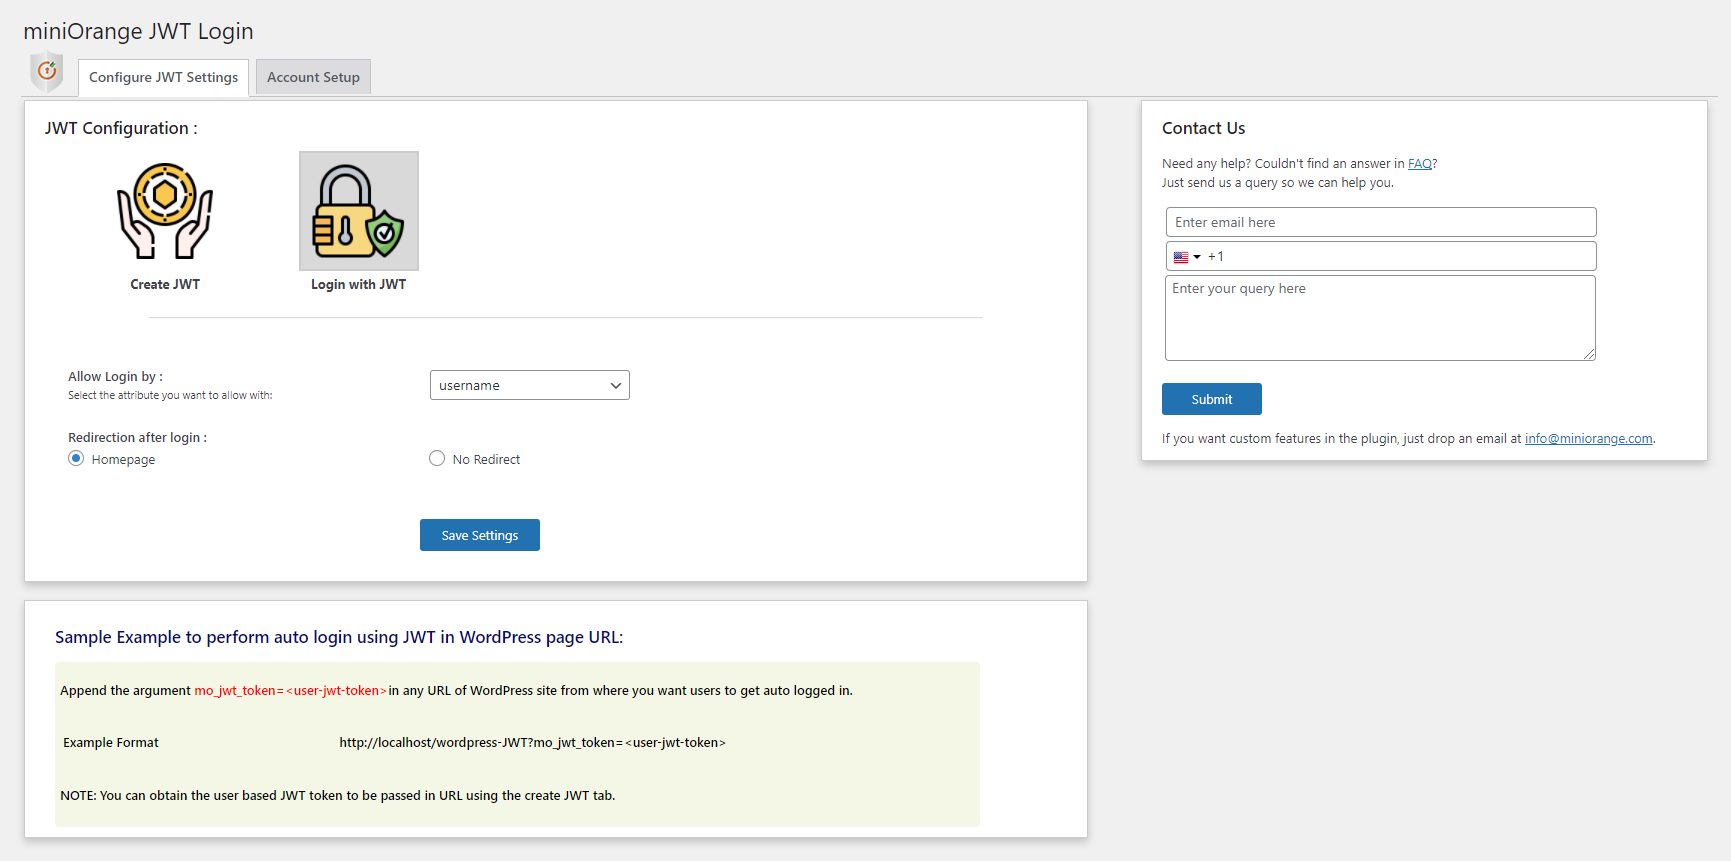 miniOrange JWT Login
Configure JWT Settings
Account Setup
JWT Configuration :
Create JWT
Login with JWT
Allow Login by :
Select the attribute you want to allow with:
username
Redirection after login :
Homepage
No Redirect
Save Settings
Sample Example to perform auto login using JWT in WordPress page URL:
Append the argument mo_jwt_token=<user-jwt-token>in any URL of WordPress site from where you want users to get auto logged in.
Example Format
http://localhost/wordpress-JWT?mo_jwt_token=<user-jwt-token>
NOTE: You can obtain the user based JWT token to be passed in URL using the create JWT tab.
Contact Us
Need any help? Couldn't find an answer in FAQ?
Just send us a query so we can help you.
Enter email here
+1
Enter your query here
Submit
If you want custom features in the plugin, just drop an email at info@miniorange.com.